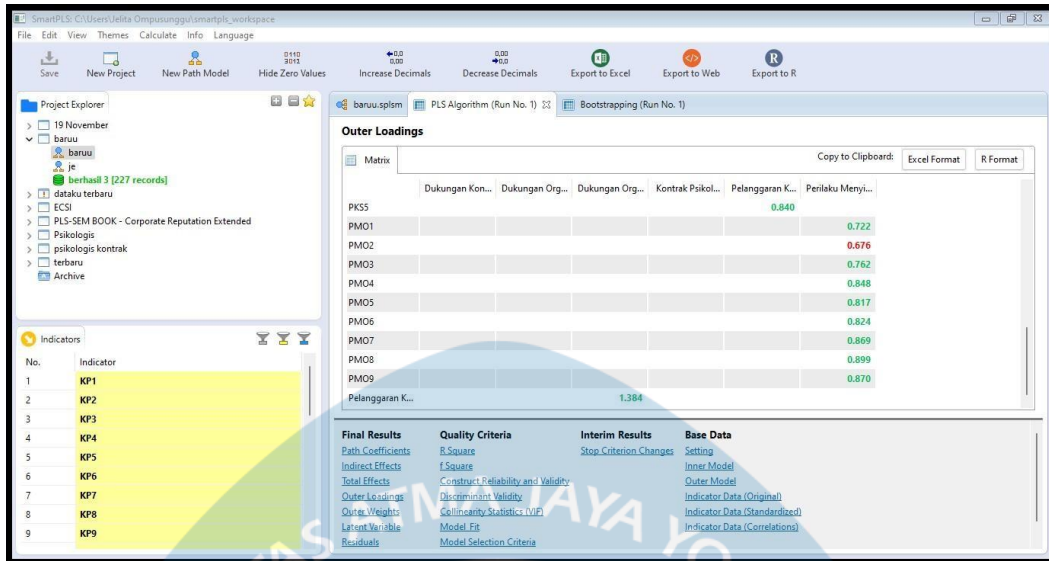 SmartPLS: C:\Users\Jelita Ompusunggu\smartpls_workspace
File Edit View Themes Calculate Info Language
Save New Project New Path Model Hide Zero Values Increase Decimals Decrease Decimals Export to Excel Export to Web Export to R
Project Explorer
19 November
baruu
baruu
je
berhasil 3 [227 records]
dataku terbaru
ECSI
PLS-SEM BOOK - Corporate Reputation Extended
Psikologis
psikologis kontrak
terbaru
Archive
Indicators
No. Indicator
1 KP1
2 KP2
3 KP3
4 KP4
5 KP5
6 KP6
7 KP7
8 KP8
9 KP9
baruu.splsm PLS Algorithm (Run No. 1) Bootstrapping (Run No. 1)
Outer Loadings
Matrix Copy to Clipboard: Excel Format R Format
Dukungan Kon... Dukungan Org... Dukungan Org... Kontrak Psikol... Pelanggaran K... Perilaku Menyi...
PKS5 0.840
PMO1 0.722
PMO2 0.676
PMO3 0.762
PMO4 0.848
PMO5 0.817
PMO6 0.824
PMO7 0.869
PMO8 0.899
PMO9 0.870
Pelanggaran K... 1.384
Final Results Quality Criteria Interim Results Base Data
Path Coefficients R Square Stop Criterion Changes Setting
Indirect Effects f Square Inner Model
Total Effects Construct Reliability and Validity Outer Model
Outer Loadings Discriminant Validity Indicator Data (Original)
Outer Weights Collinearity Statistics (VIF) Indicator Data (Standardized)
Latent Variable Model_Fit Indicator Data (Correlations)
Residuals Model Selection Criteria
ATMA JAYA YO